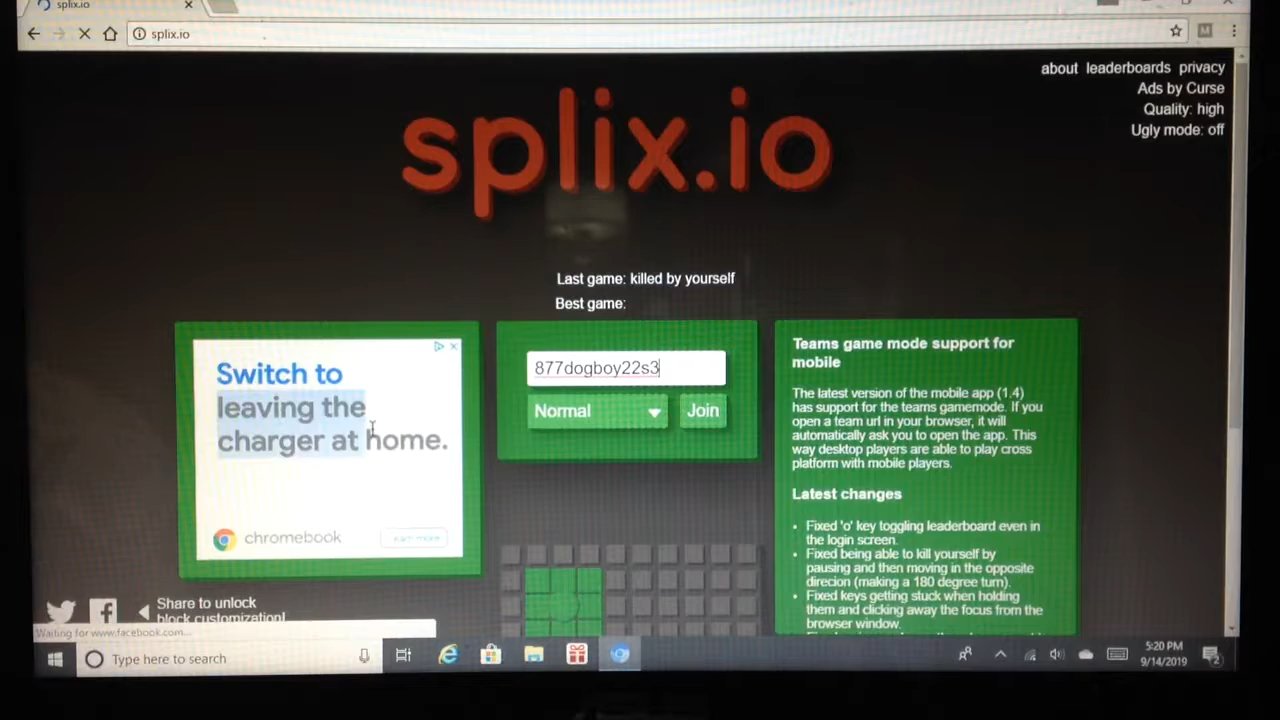 splix.io
splix.io
about leaderboards privacy
Ads by Curse
Quality: high
Ugly mode: off
splix.io
Last game: killed by yourself
Best game:
Switch to
leaving the
charger at home.
chromebook
Learn more
877dogboy22s3
Normal
Join
Teams game mode support for
mobile
The latest version of the mobile app (1.4)
has support for the teams gamemode. If you
open a team url in your browser, it will
automatically ask you to open the app. This
way desktop players are able to play cross
platform with mobile players.
Latest changes
• Fixed 'o' key toggling leaderboard even in
the login screen.
• Fixed being able to kill yourself by
pausing and then moving in the opposite
direcion (making a 180 degree turn).
• Fixed keys getting stuck when holding
them and clicking away the focus from the
browser window.
Share to unlock
block customization!
Waiting for www.facebook.com...
Type here to search
5:20 PM
9/14/2019
2